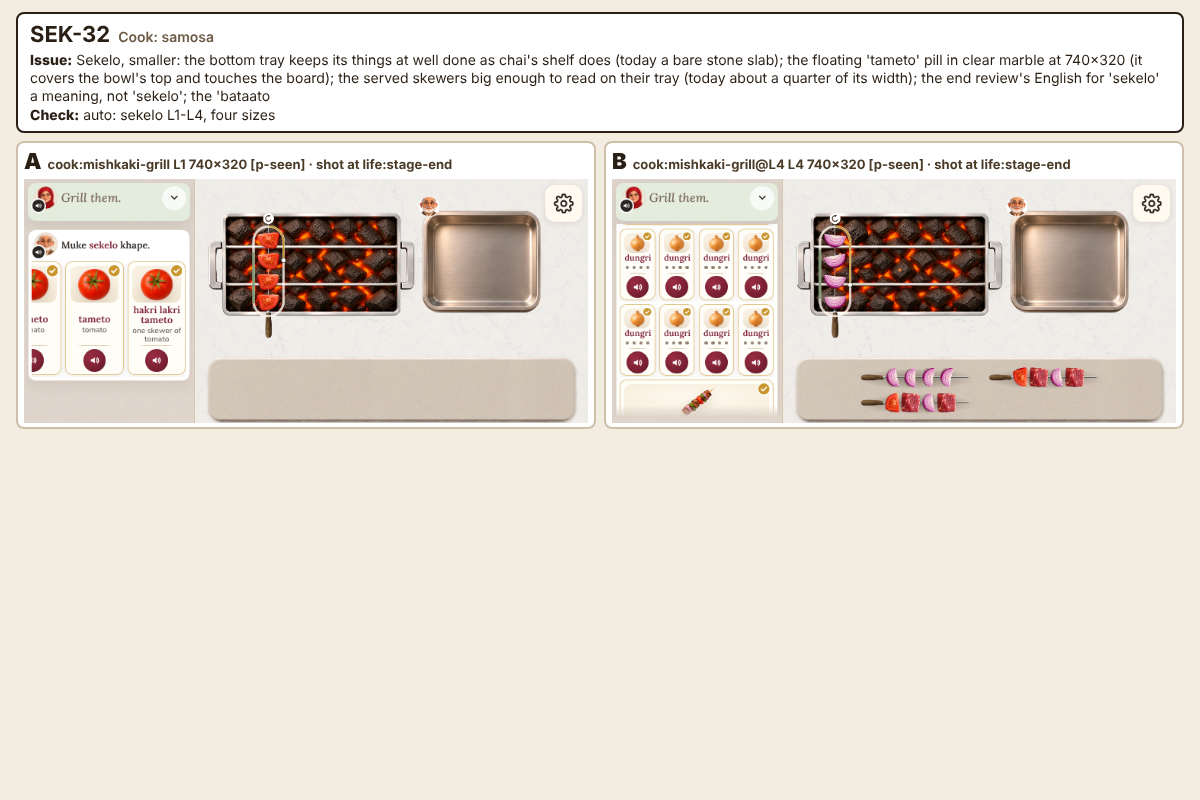 SEK-32 Cook: samosa
Issue: Sekelo, smaller: the bottom tray keeps its things at well done as chai's shelf does (today a bare stone slab); the floating 'tameto' pill in clear marble at 740×320 (it
covers the bowl's top and touches the board); the served skewers big enough to read on their tray (today about a quarter of its width); the end review's English for 'sekelo'
a meaning, not 'sekelo'; the 'bataato
Check: auto: sekelo L1-L4, four sizes
A cook:mishkaki-grill L1 740×320 [p-seen] · shot at life:stage-end
Grill them.
Muke sekelo khape.
neto
nato
tameto
tomato
hakri lakri
tameto
one skewer of
tomato
B cook:mishkaki-grill@L4 L4 740×320 [p-seen] · shot at life:stage-end
Grill them.
dungri dungri dungri dungri
dungri dungri dungri dungri